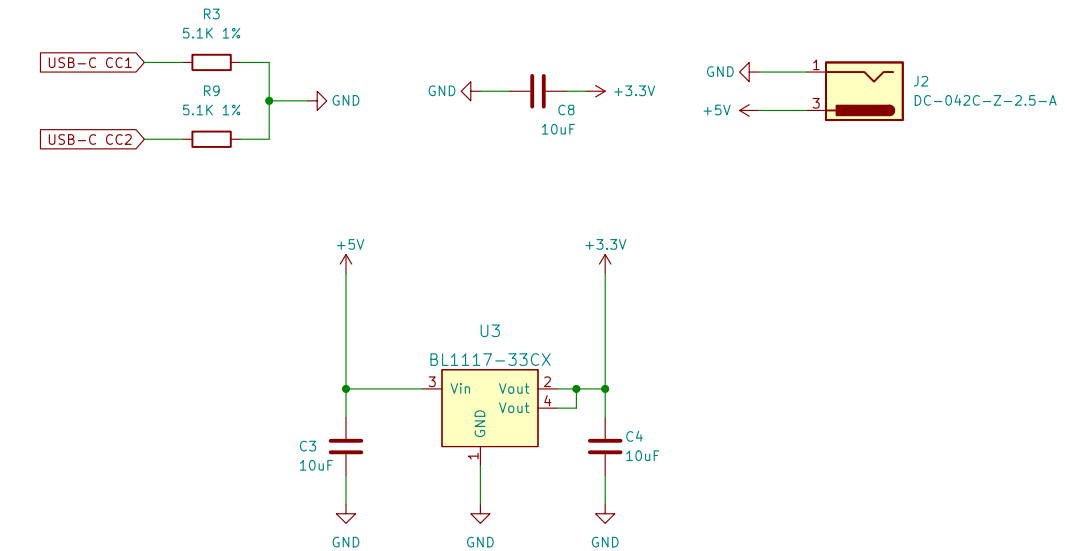 R3
5.1K 1%
USB-C CC1
R9
5.1K 1%
GND
USB-C CC2
GND
+3.3V
C8
10uF
GND
1
J2
DC-042C-Z-2.5-A
+5V
3
+5V
+3.3V
U3
BL1117-33CX
3
Vin
Vout
2
Vout
4
GND
1
C3
10uF
C4
10uF
GND
GND
GND